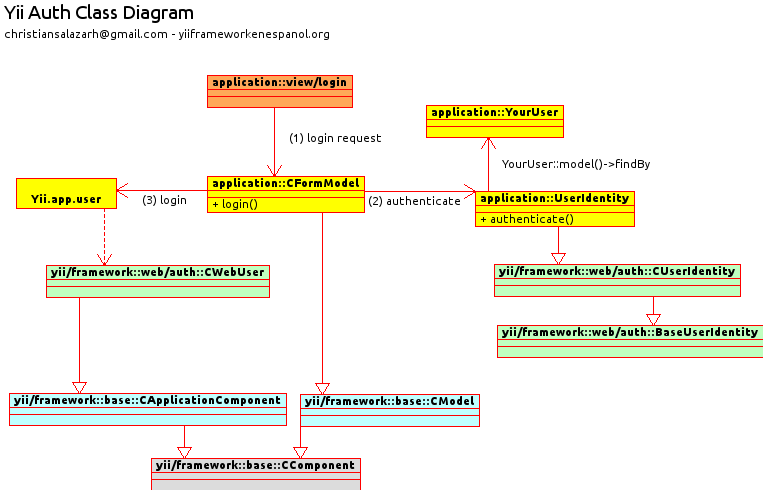 Yii Auth Class Diagram
christiansalazarh@gmail.com - yiiframeworkenespanol.org
application::view/login
application::YourUser
(1) login request
YourUser::model()->findBy
application::CFormModel
+ login()
Yii.app.user
(3) login
(2) authenticate
application::UserIdentity
+ authenticate()
yii/framework::web/auth::CWebUser
yii/framework::web/auth::CUserIdentity
yii/framework::web/auth::BaseUserIdentity
yii/framework::base::CApplicationComponent
yii/framework::base::CModel
yii/framework::base::CComponent